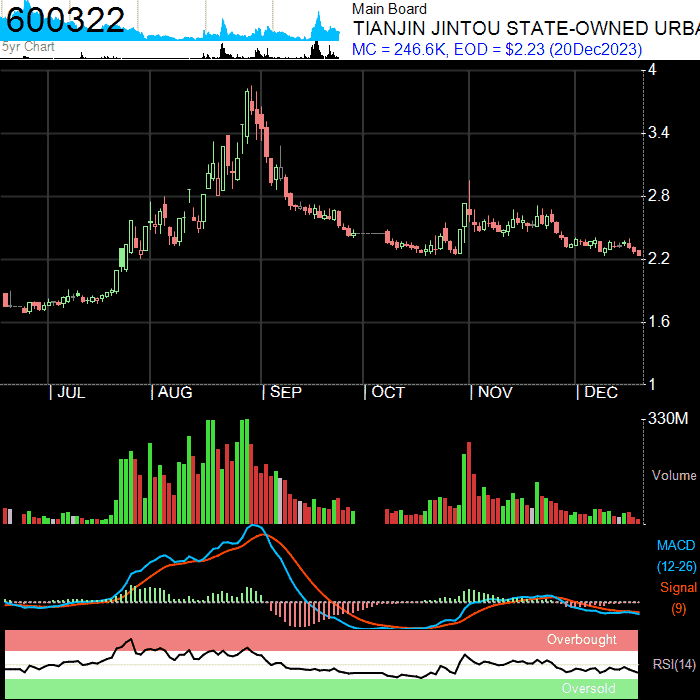 600322
5yr Chart
Main Board
TIANJIN JINTOU STATE-OWNED URBA
MC = 246.6K, EOD = $2.23 (20Dec2023)
4
3.4
2.8
2.2
1.6
1
JUL
AUG
SEP
OCT
NOV
DEC
330M
Volume
MACD
(12-26)
Signal
(9)
Overbought
RSI(14)
Oversold